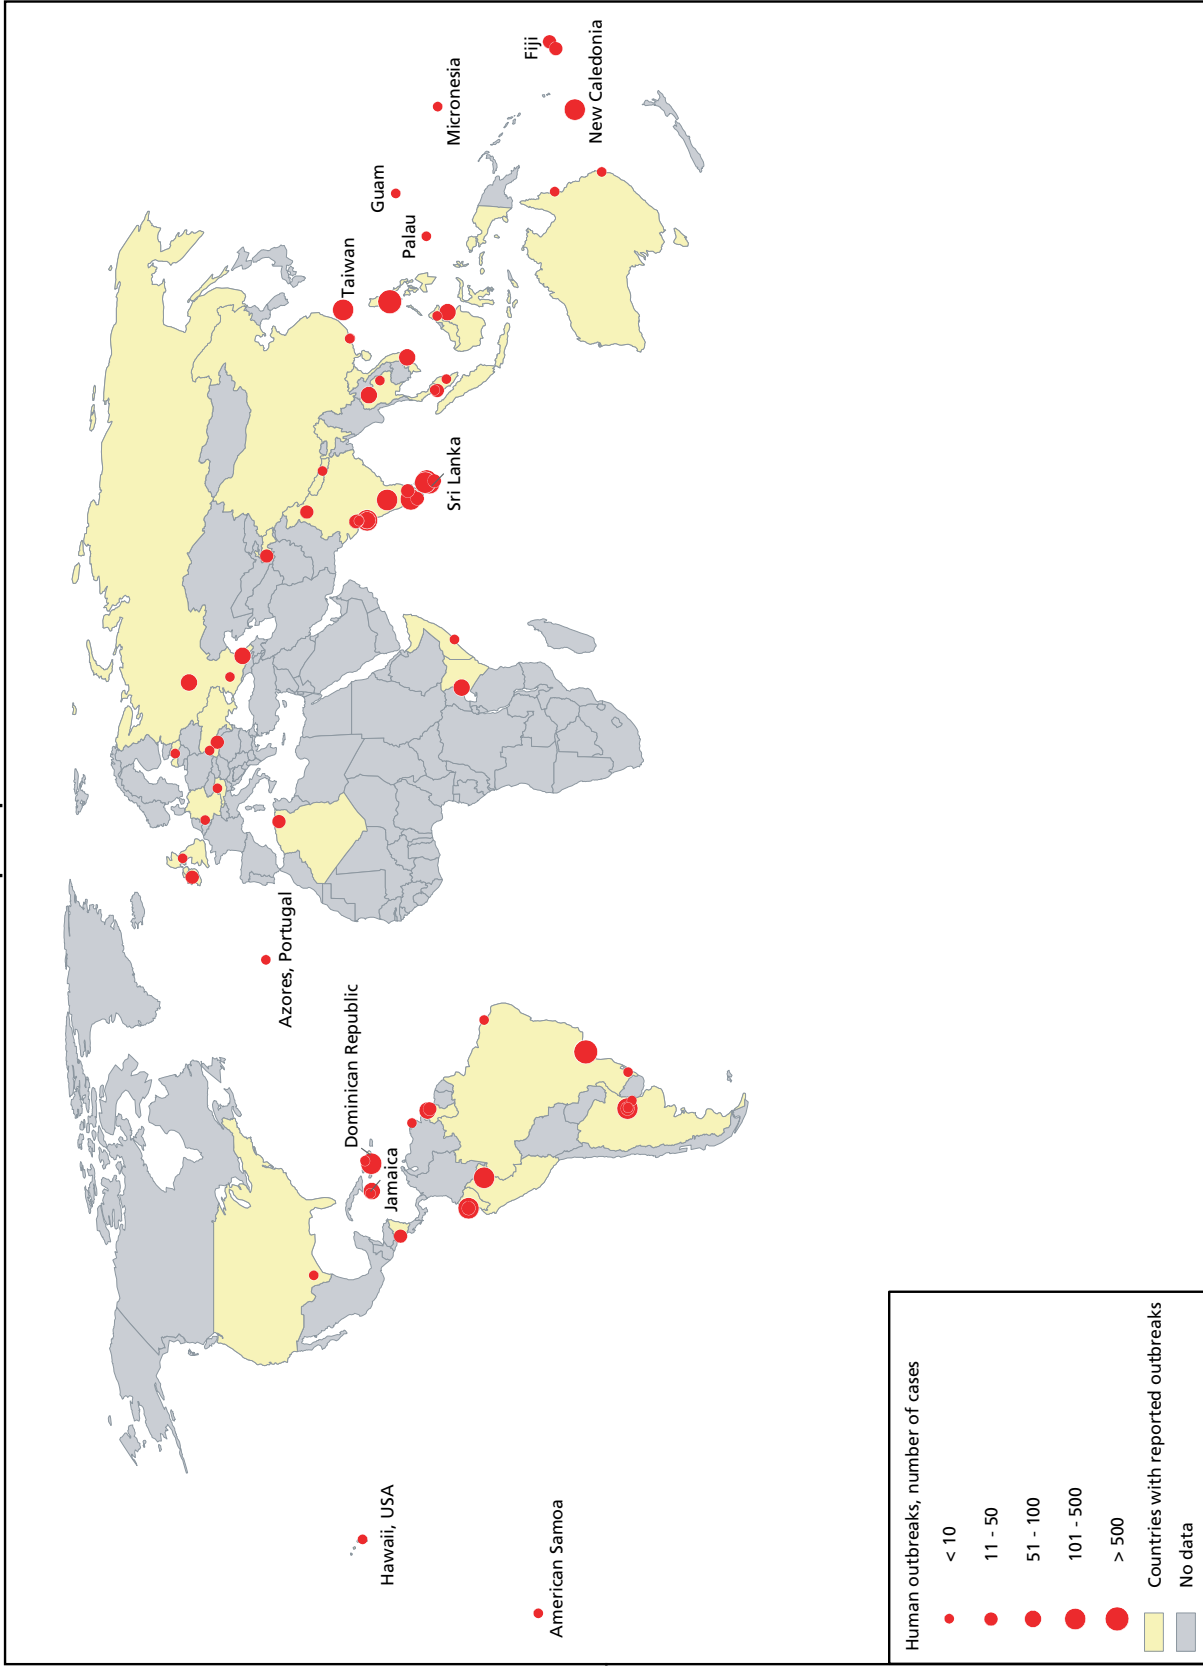 Hawaii, USA
American Samoa
Jamaica
Dominican Republic
Azores, Portugal
Sri Lanka
Taiwan
Palau
Guam
Micronesia
Fiji
New Caledonia
Human outbreaks, number of cases
< 10
11 - 50
51 - 100
101 - 500
> 500
Countries with reported outbreaks
No data